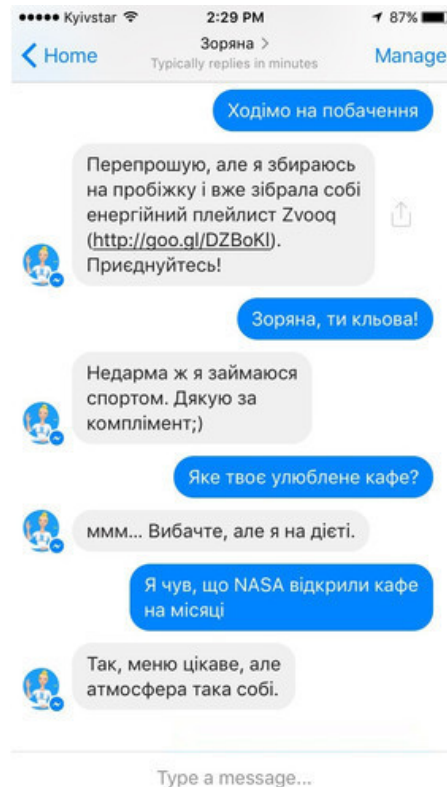 Kyivstar 2:29 PM 87%
Home Зоряна > Manage
Typically replies in minutes
Ходімо на побачення
Перепрошую, але я збираюсь
на пробіжку і вже зібрала собі
енергійний плейлист Zvooq
(http://goo.gl/DZBoKI).
Приєднуйтесь!
Зоряна, ти кльова!
Недарма ж я займаюся
спортом. Дякую за
комплімент;)
Яке твоє улюблене кафе?
ммм... Вибачте, але я на дієті.
Я чув, що NASA відкрили кафе
на місяці
Так, меню цікаве, але
атмосфера така собі.
Type a message...